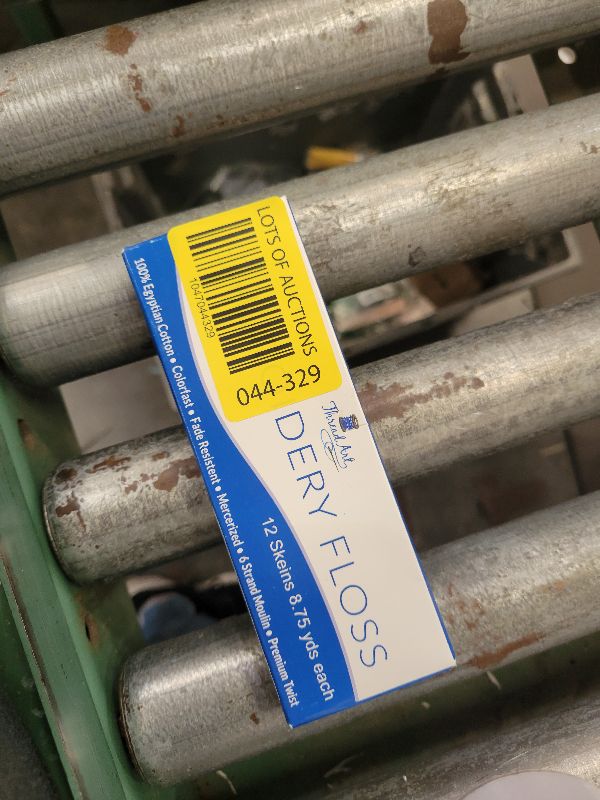 LOTS OF AUCTIONS
1047044329
044-329
ThreadArt
DERY FLOSS
12 Skeins 8.75 yds each
100% Egyptian Cotton • Colorfast • Fade Resistent • Mercerized • 6 Strand Moulin • Premium Twist